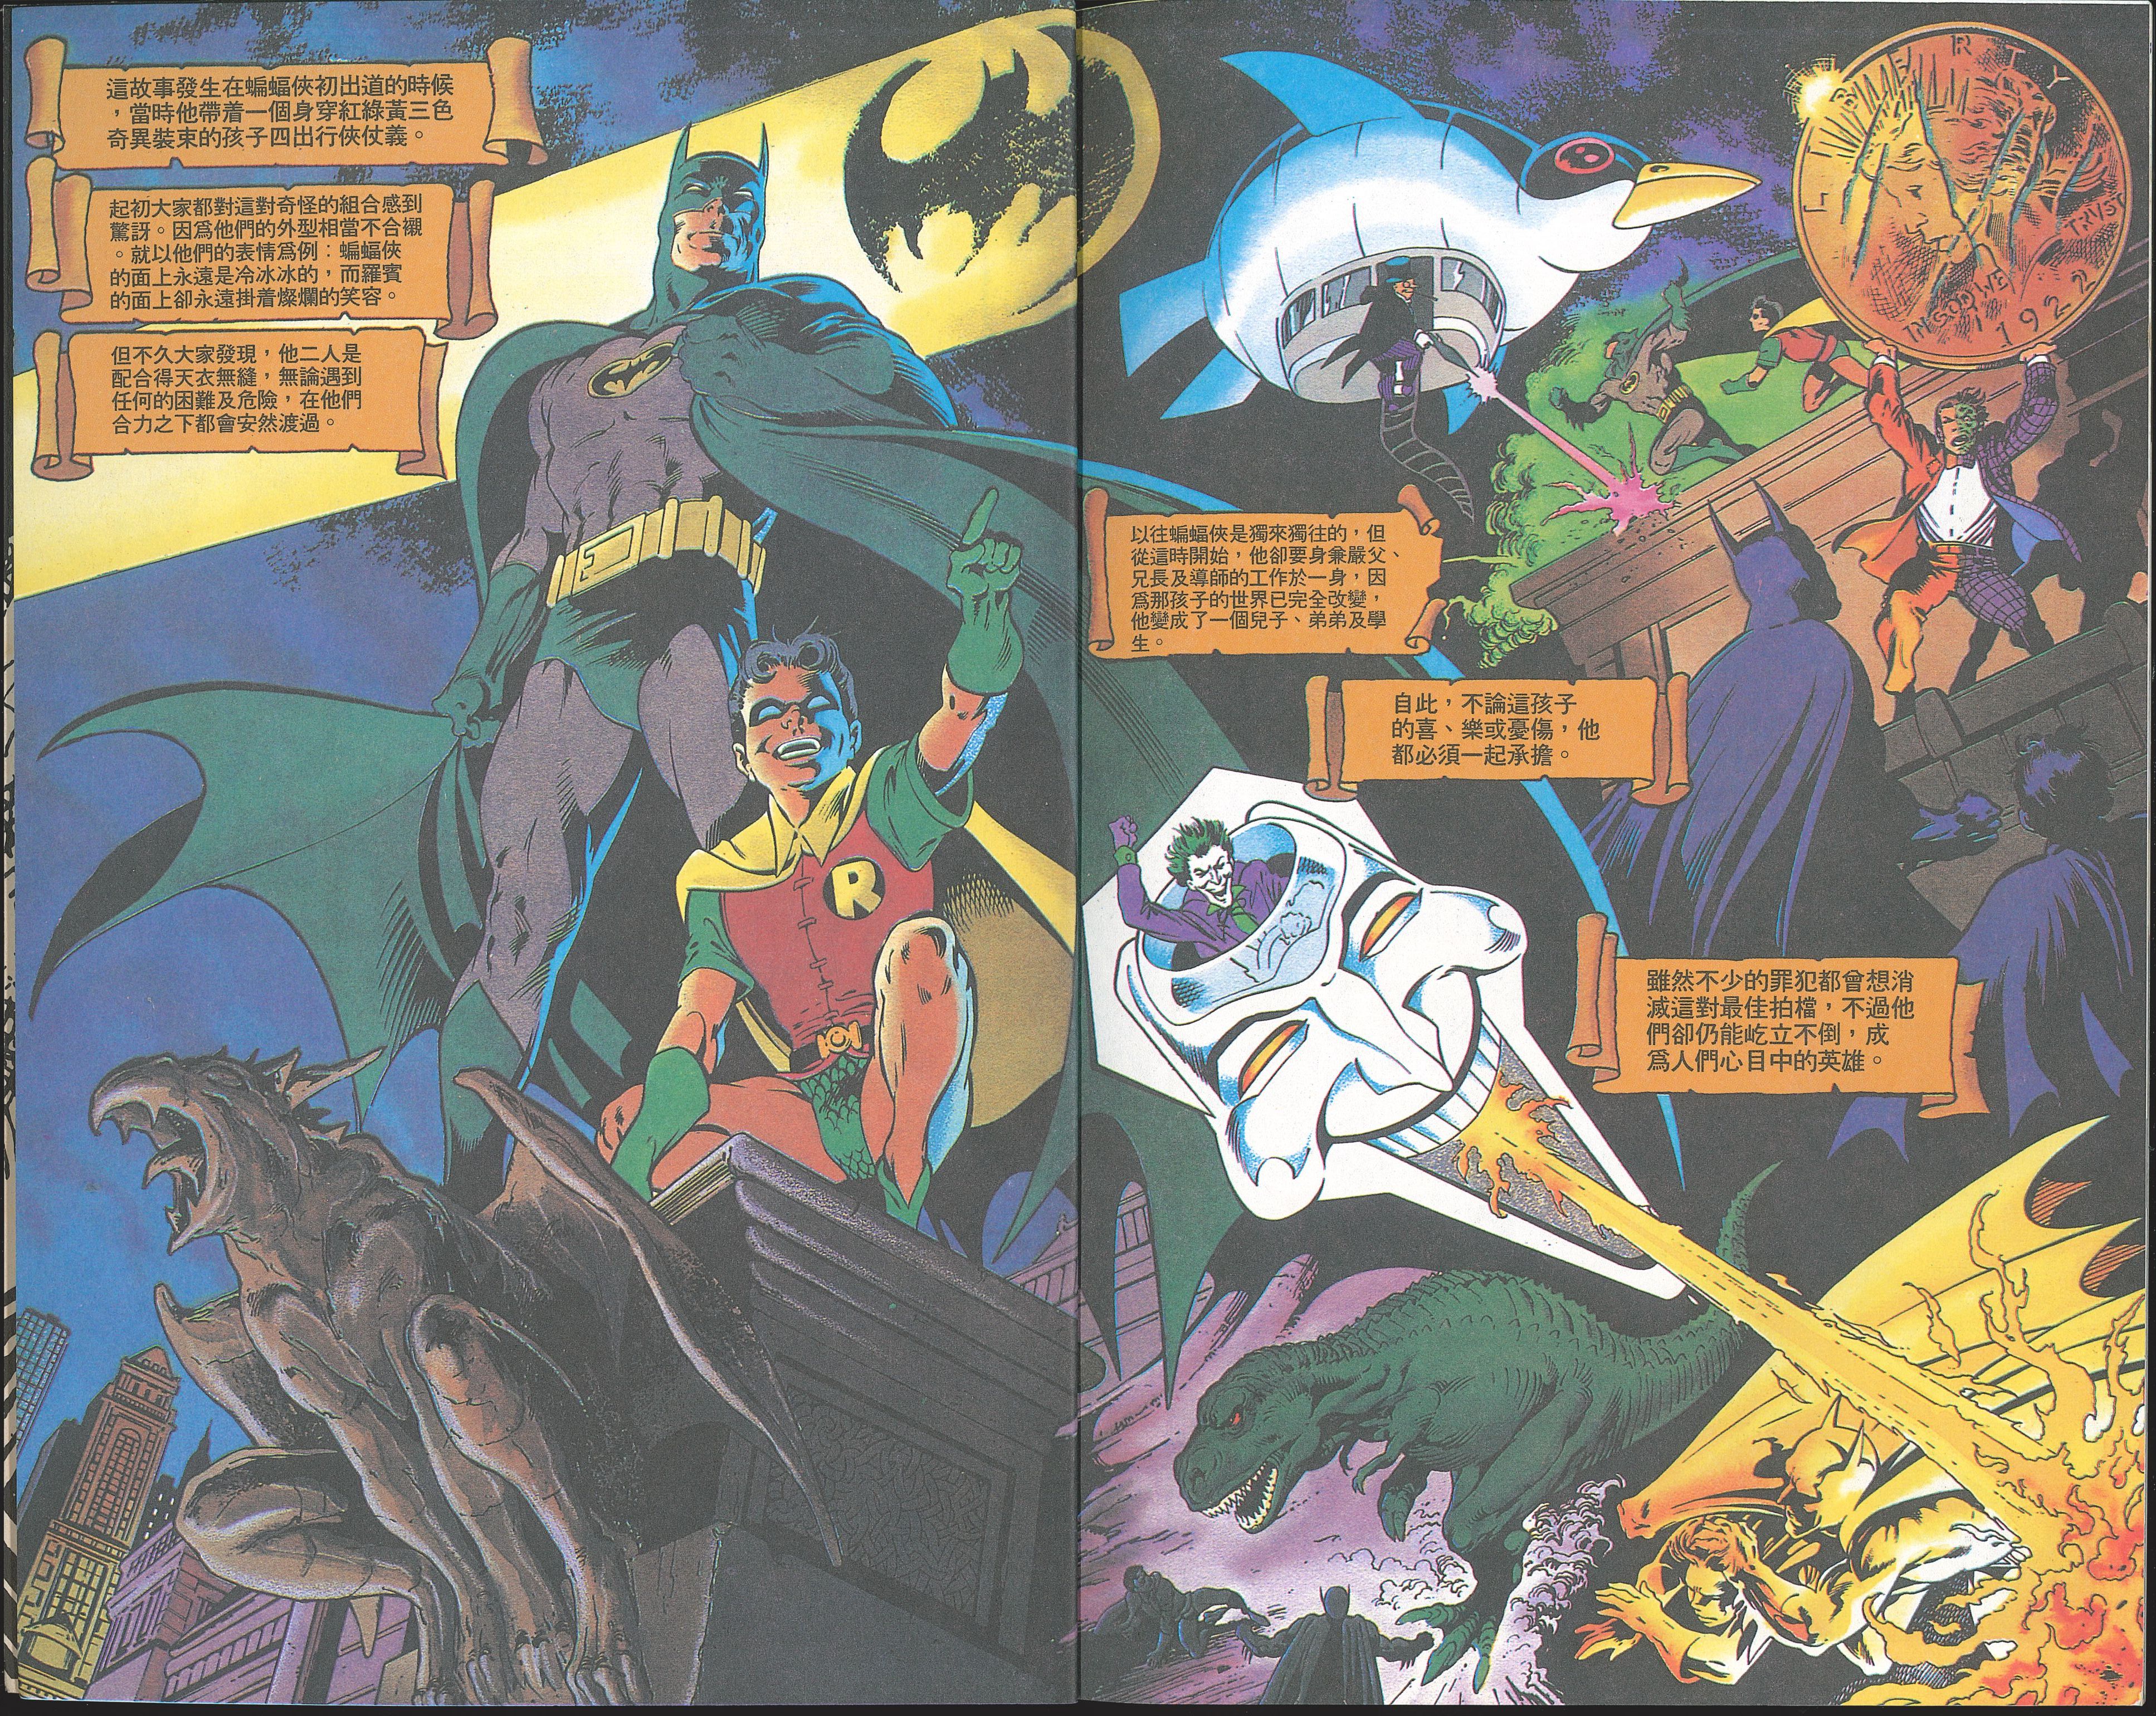 這故事發生在蝙蝠俠初出道的時候
，當時他帶着一個身穿紅綠黃三色
奇異裝束的孩子四出行俠仗義。
起初大家都對這對奇怪的組合感到
驚訝。因爲他們的外型相當不合襯
。就以他們的表情爲例：蝙蝠俠
的面上永遠是冷冰冰的，而羅賓
的面上卻永遠掛着燦爛的笑容。
但不久大家發現，他二人是
配合得天衣無縫，無論遇到
任何的困難及危險，在他們
合力之下都會安然渡過。
R
LIBERTY
IN GOD WE
TRUST
1922
以往蝙蝠俠是獨來獨往的，但
從這時開始，他卻要身兼嚴父、
兄長及導師的工作於一身，因
爲那孩子的世界已完全改變，
他變成了一個兒子、弟弟及學
生。
自此，不論這孩子
的喜、樂或憂傷，他
都必須一起承擔。
雖然不少的罪犯都曾想消
滅這對最佳拍檔，不過他
們卻仍能屹立不倒，成
爲人們心目中的英雄。